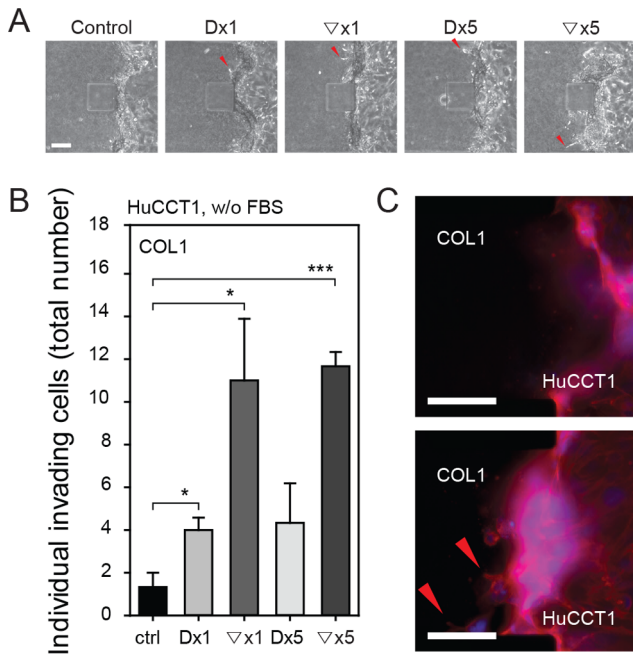 A
Control
Dx1
▽x1
Dx5
▽x5
B
HuCCT1, w/o FBS
COL1
Individual invading cells (total number)
18
16
14
12
10
8
6
4
2
0
***
*
*
ctrl
Dx1
▽x1
Dx5
▽x5
C
COL1
HuCCT1
COL1
HuCCT1